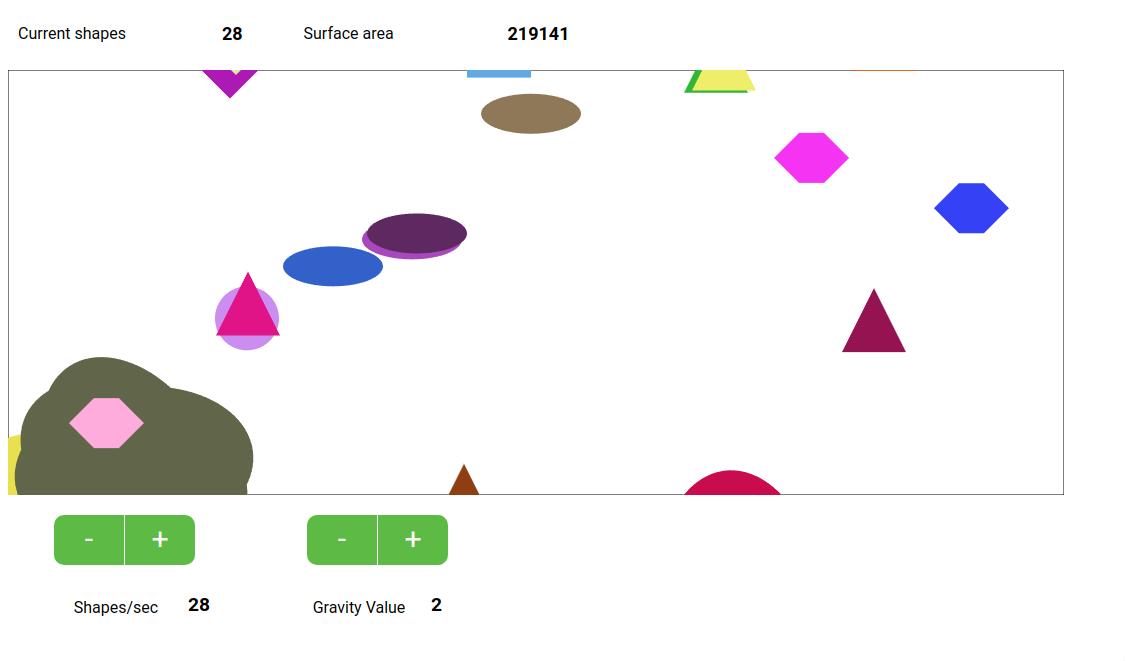 Current shapes 28 Surface area 219141
- + - +
Shapes/sec 28 Gravity Value 2